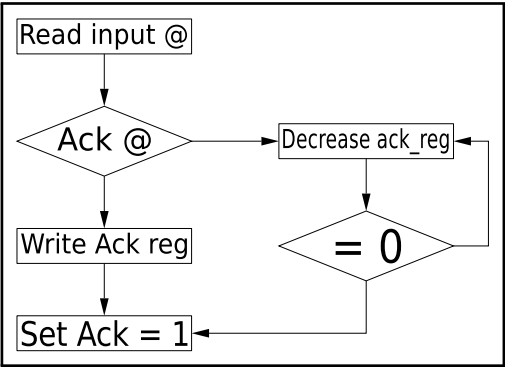 Read input @
Ack @
Decrease ack_reg
Write Ack reg
= 0
Set Ack = 1